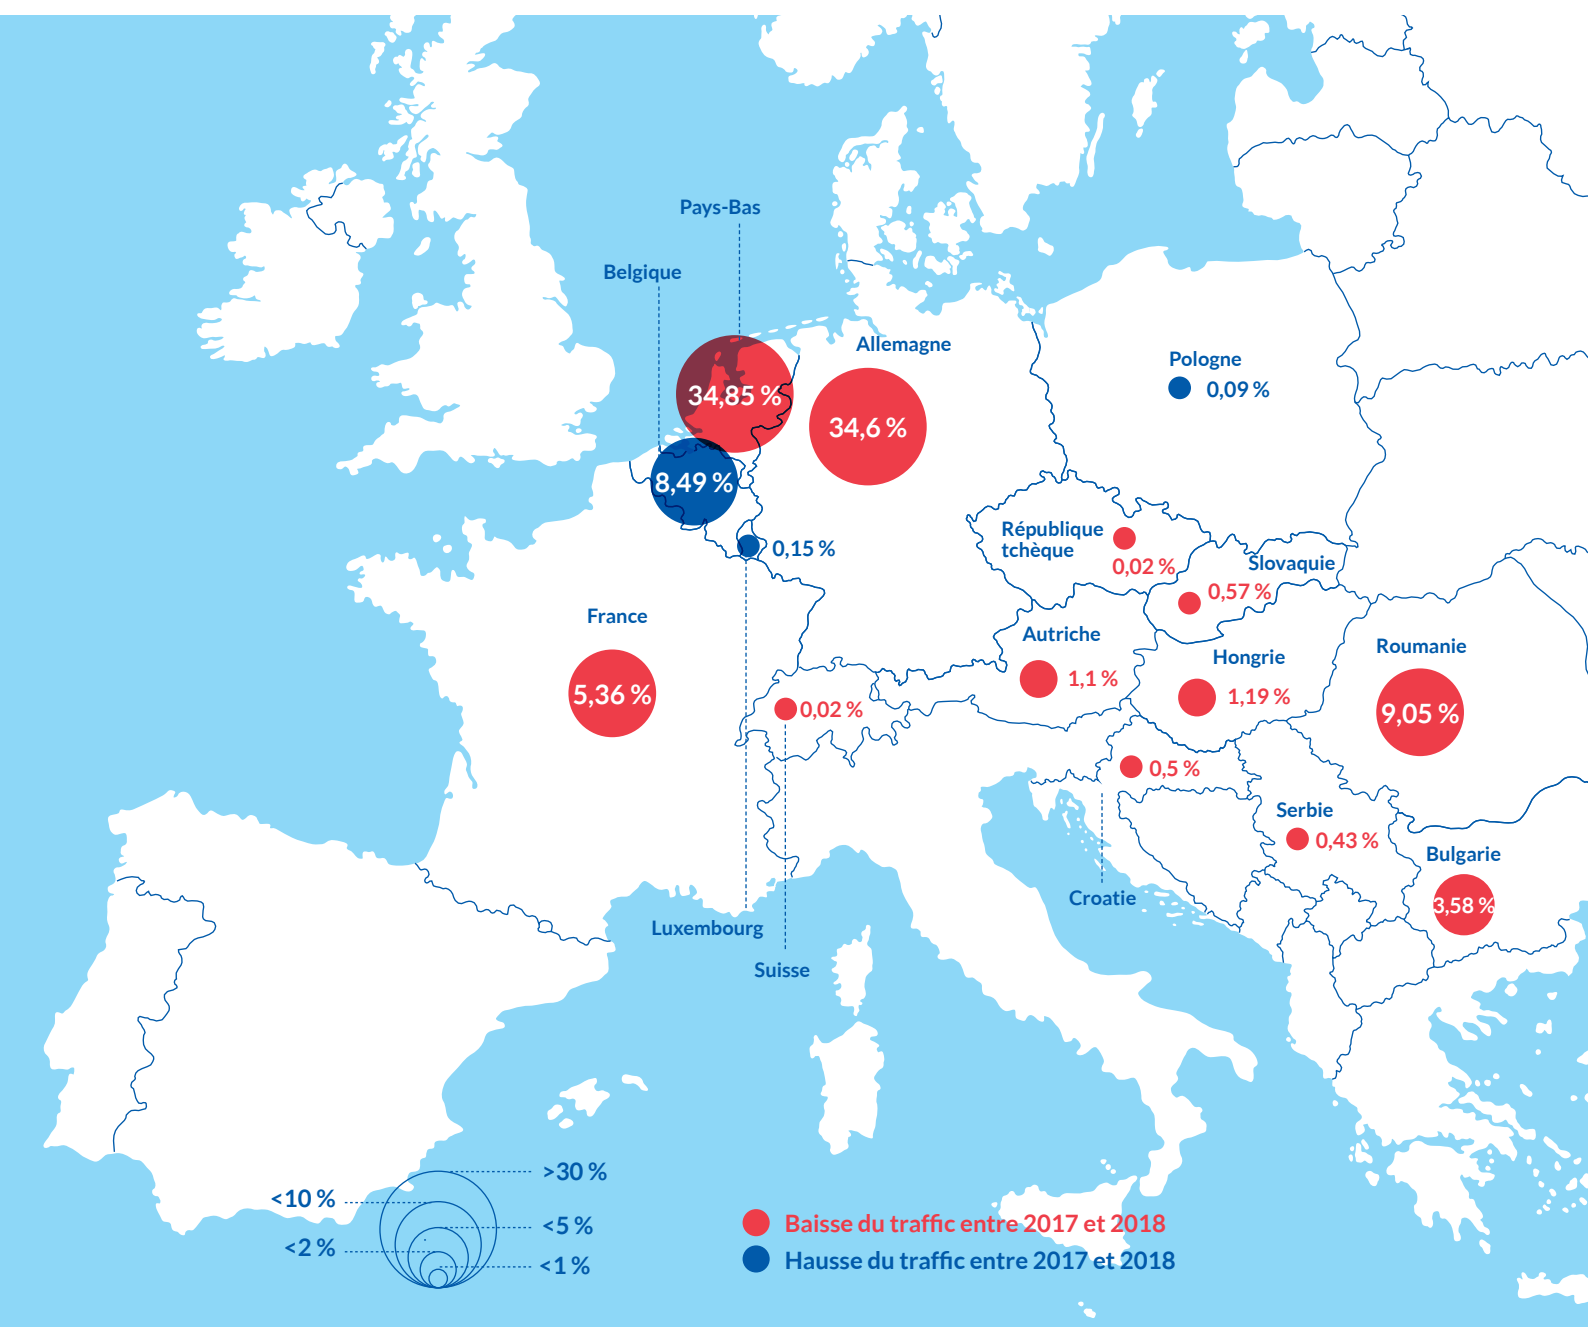 Pays-Bas
Belgique
Allemagne
34,85 %
34,6 %
Pologne
0,09 %
8,49 %
0,15 %
République
tchèque
0,02 %
Slovaquie
0,57 %
France
5,36 %
Autriche
1,1 %
Hongrie
1,19 %
Roumanie
9,05 %
0,02 %
0,5 %
Serbie
0,43 %
Bulgarie
3,58 %
Croatie
Luxembourg
Suisse
>30 %
<10 %
<5 %
<2 %
<1 %
Baisse du traffic entre 2017 et 2018
Hausse du traffic entre 2017 et 2018